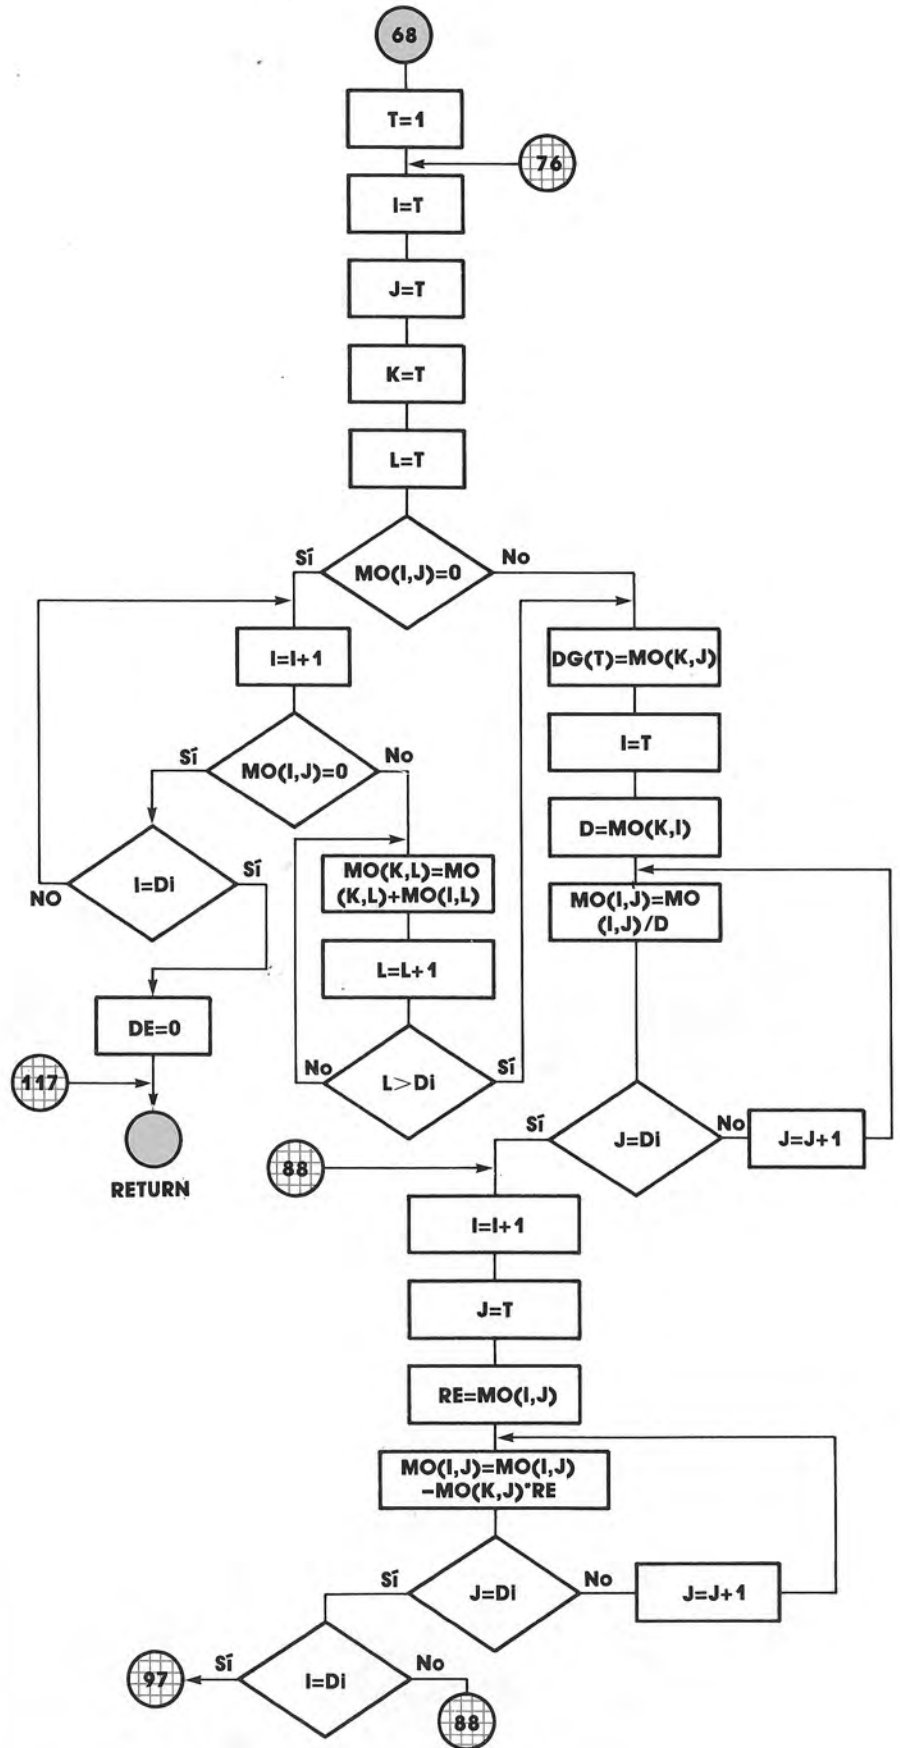 68
T=1
76
I=T
J=T
K=T
L=T
MO(I,J)=0
Sí
No
I=I+1
MO(I,J)=0
Sí
No
I=Di
NO
Sí
DE=0
117
RETURN
MO(K,L)=MO
(K,L)+MO(I,L)
L=L+1
L>Di
No
Sí
DG(T)=MO(K,J)
I=T
D=MO(K,I)
MO(I,J)=MO
(I,J)/D
J=Di
Sí
No
J=J+1
88
I=I+1
J=T
RE=MO(I,J)
MO(I,J)=MO(I,J)
-MO(K,J)*RE
J=Di
Sí
No
J=J+1
I=Di
Sí
No
97
88